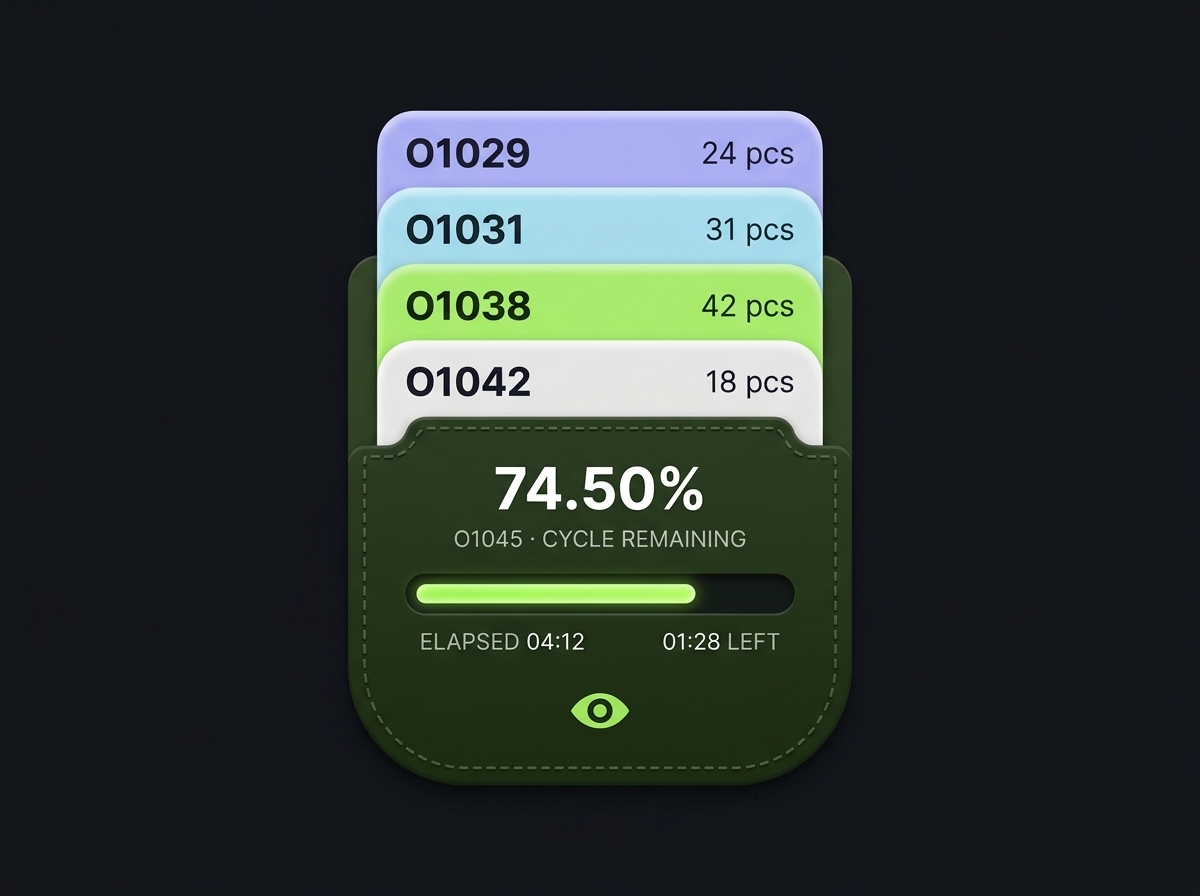 O1029 24 pcs
O1031 31 pcs
O1038 42 pcs
O1042 18 pcs
74.50%
O1045 · CYCLE REMAINING
ELAPSED 04:12 01:28 LEFT